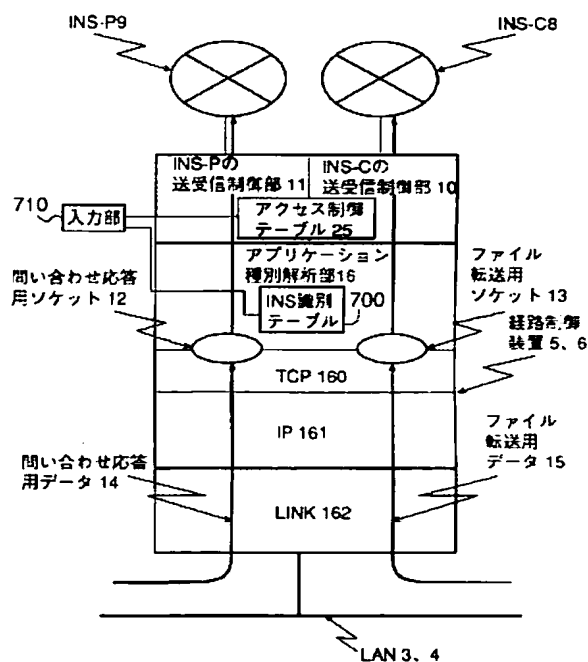 INS-P9
INS-C8
INS-Pの
送受信制御部 11
INS-Cの
送受信制御部 10
710
入力部
アクセス制御
テーブル 25
アプリケーション
種別解析部16
問い合わせ応答
用ソケット 12
INS識別
テーブル
700
ファイル
転送用
ソケット 13
経路制御
装置 5、6
TCP 160
IP 161
問い合わせ応答
用データ 14
ファイル
転送用
データ 15
LINK 162
LAN 3、4